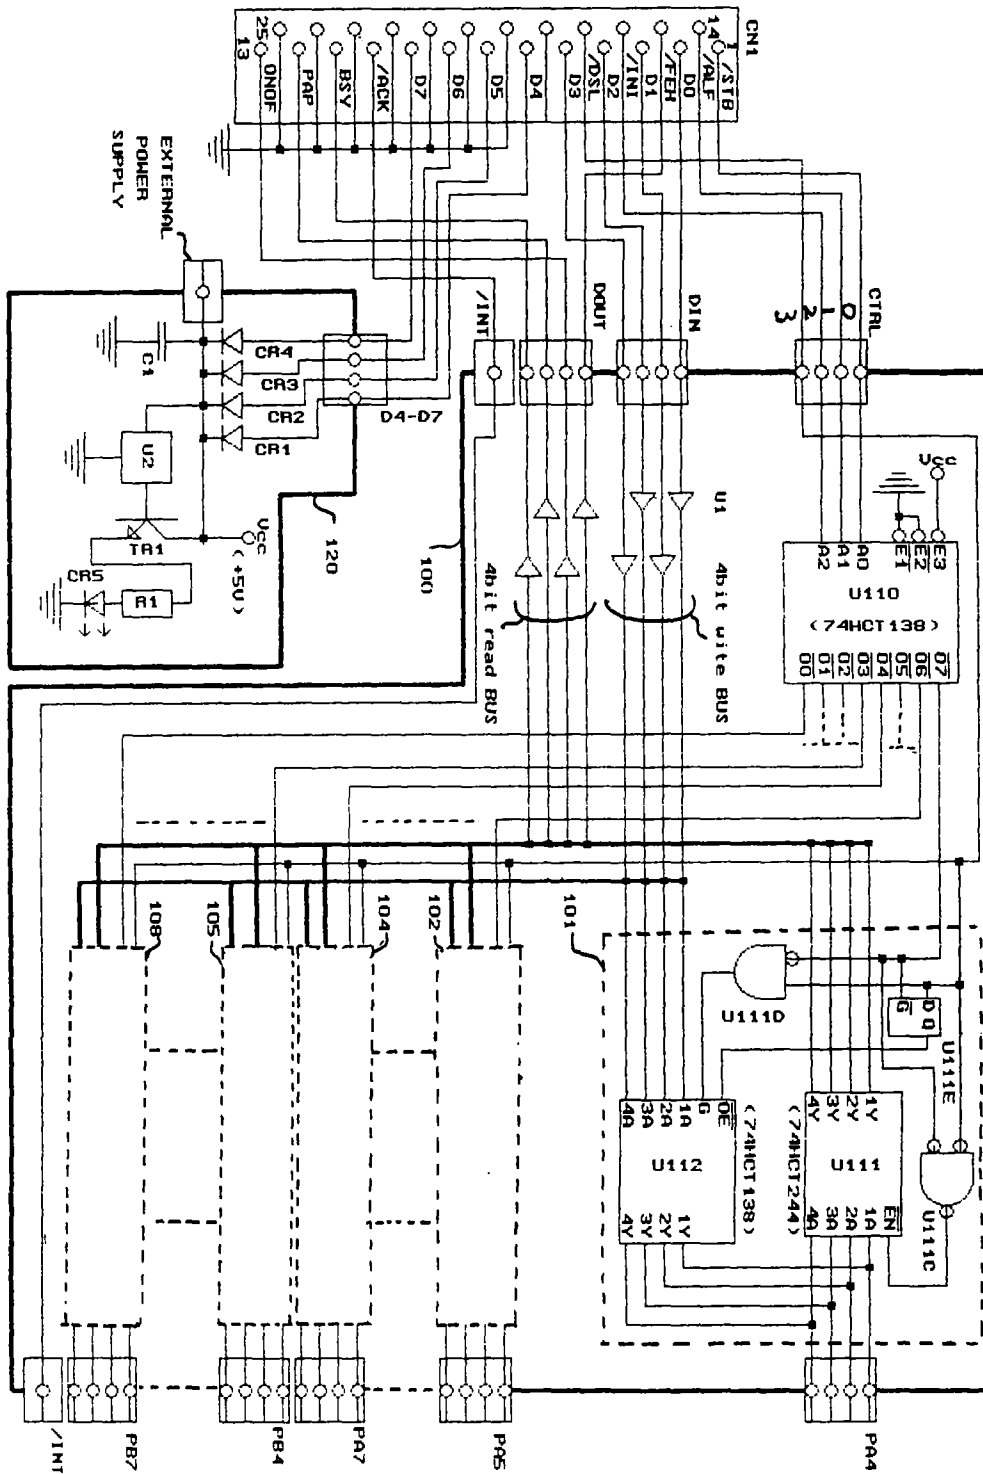 CN1
25
13
14
1
ONOF
PAP
BSY
/ACK
D7
D6
D5
D4
D3
/DSL
D2
/INI
D1
/FEH
D0
/ALF
/STB
EXTERNAL
POWER
SUPPLY
/INT
DOUT
DIN
CTRL
3
2
1
0
C1
CR4
CR3
CR2
CR1
D4-D7
U2
TR1
Vcc
(+5V)
CR5
R1
120
100
U1
4bit read BUS
4bit wite BUS
Vcc
E1
E2
E3
A2
A1
A0
U110
(74HCT138)
O0
O1
O2
O3
O4
O5
O6
O7
108
105
104
102
101
U111D
D Q
G
U111E
4A
3A
2A
1A
G
OE
U112
(74HCT138)
4Y
3Y
2Y
1Y
4Y
3Y
2Y
1Y
U111
(74HCT244)
4A
3A
2A
1A
EN
U111C
/INT
PB7
PB4
PA7
PA5
PA4